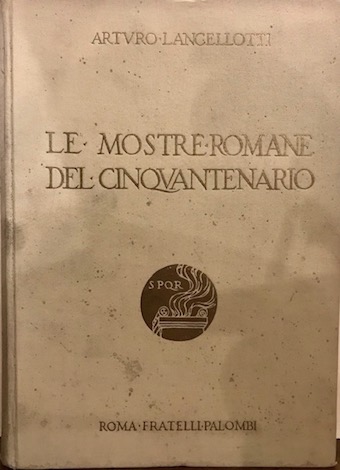 ARTVRO·LANCELLOTTI
LE· MOSTRE·ROMANE
DEL·CINQVANTENARIO
SPQR
ROMA·FRATELLI·PALOMBI